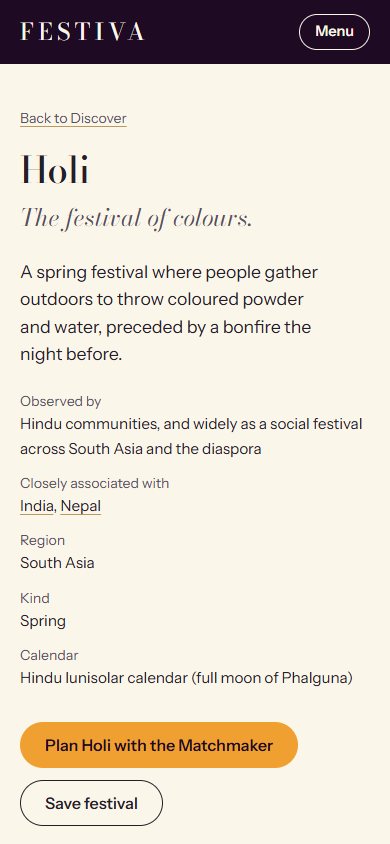 FESTIVA
Menu
Back to Discover
Holi
The festival of colours.
A spring festival where people gather
outdoors to throw coloured powder
and water, preceded by a bonfire the
night before.
Observed by
Hindu communities, and widely as a social festival
across South Asia and the diaspora
Closely associated with
India, Nepal
Region
South Asia
Kind
Spring
Calendar
Hindu lunisolar calendar (full moon of Phalguna)
Plan Holi with the Matchmaker
Save festival